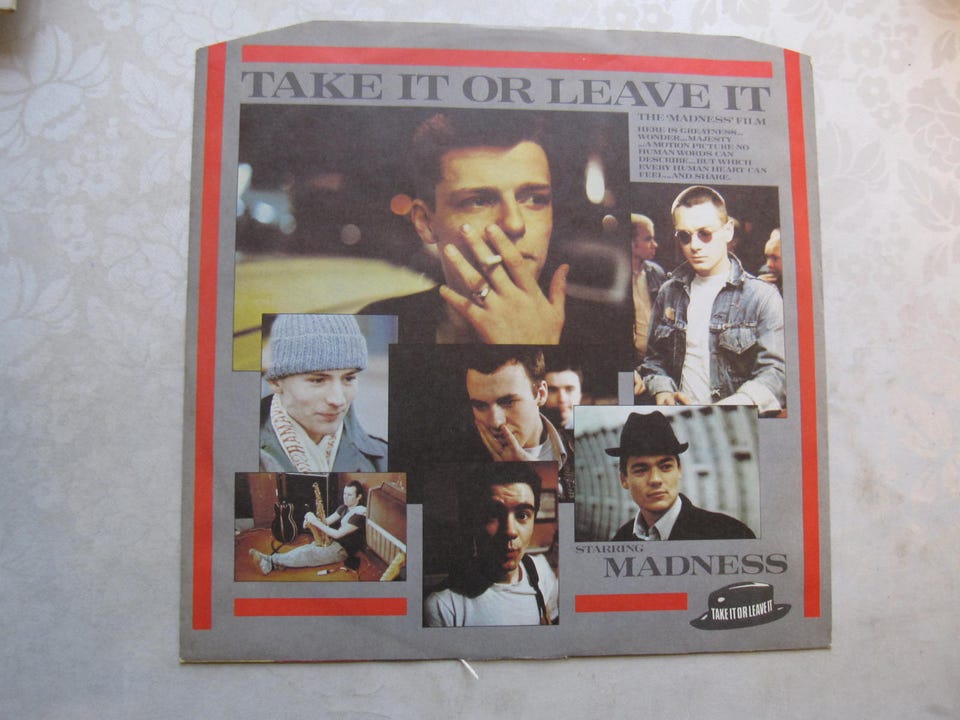 TAKE IT OR LEAVE IT
THE 'MADNESS' FILM
HERE IS GREATNESS...
WONDER...MAJESTY
...A MOTION PICTURE NO
HUMAN WORDS CAN
DESCRIBE...BUT WHICH
EVERY HUMAN HEART CAN
FEEL...AND SHARE.
STARRING
MADNESS
TAKE IT OR LEAVE IT